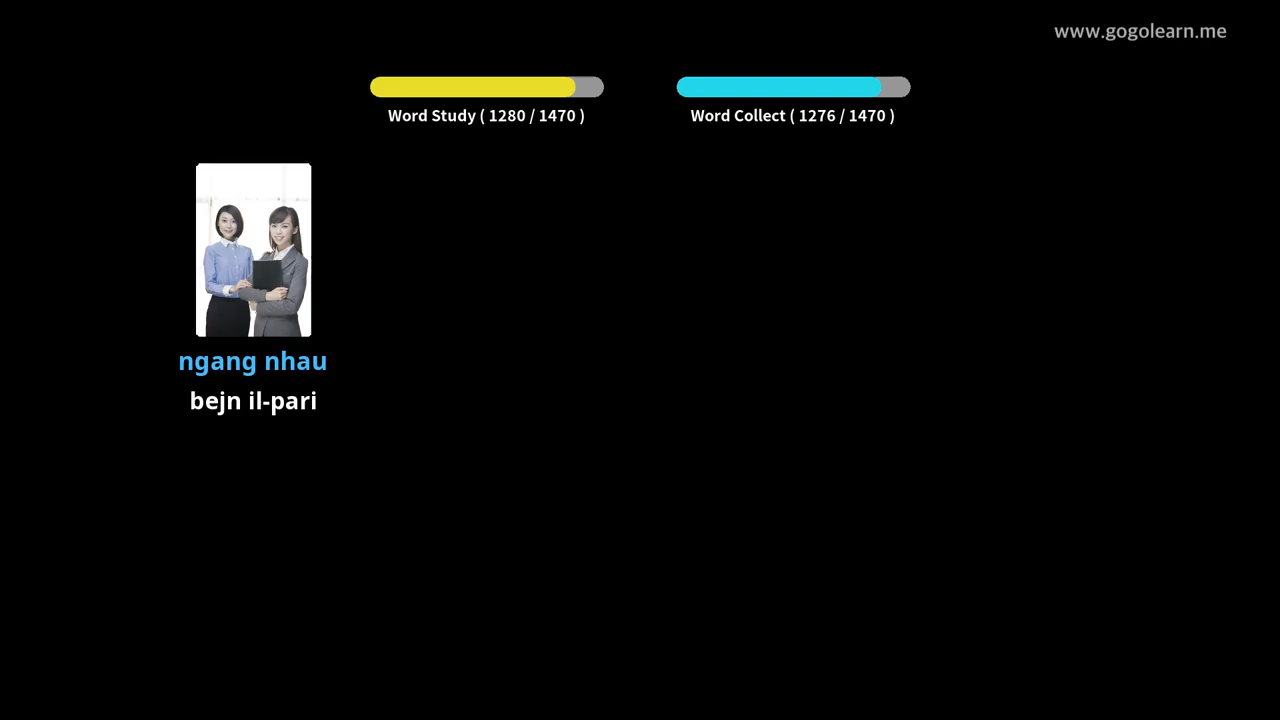 www.gogolearn.me
Word Study ( 1280 / 1470 )
Word Collect ( 1276 / 1470 )
ngang nhau
bejn il-pari